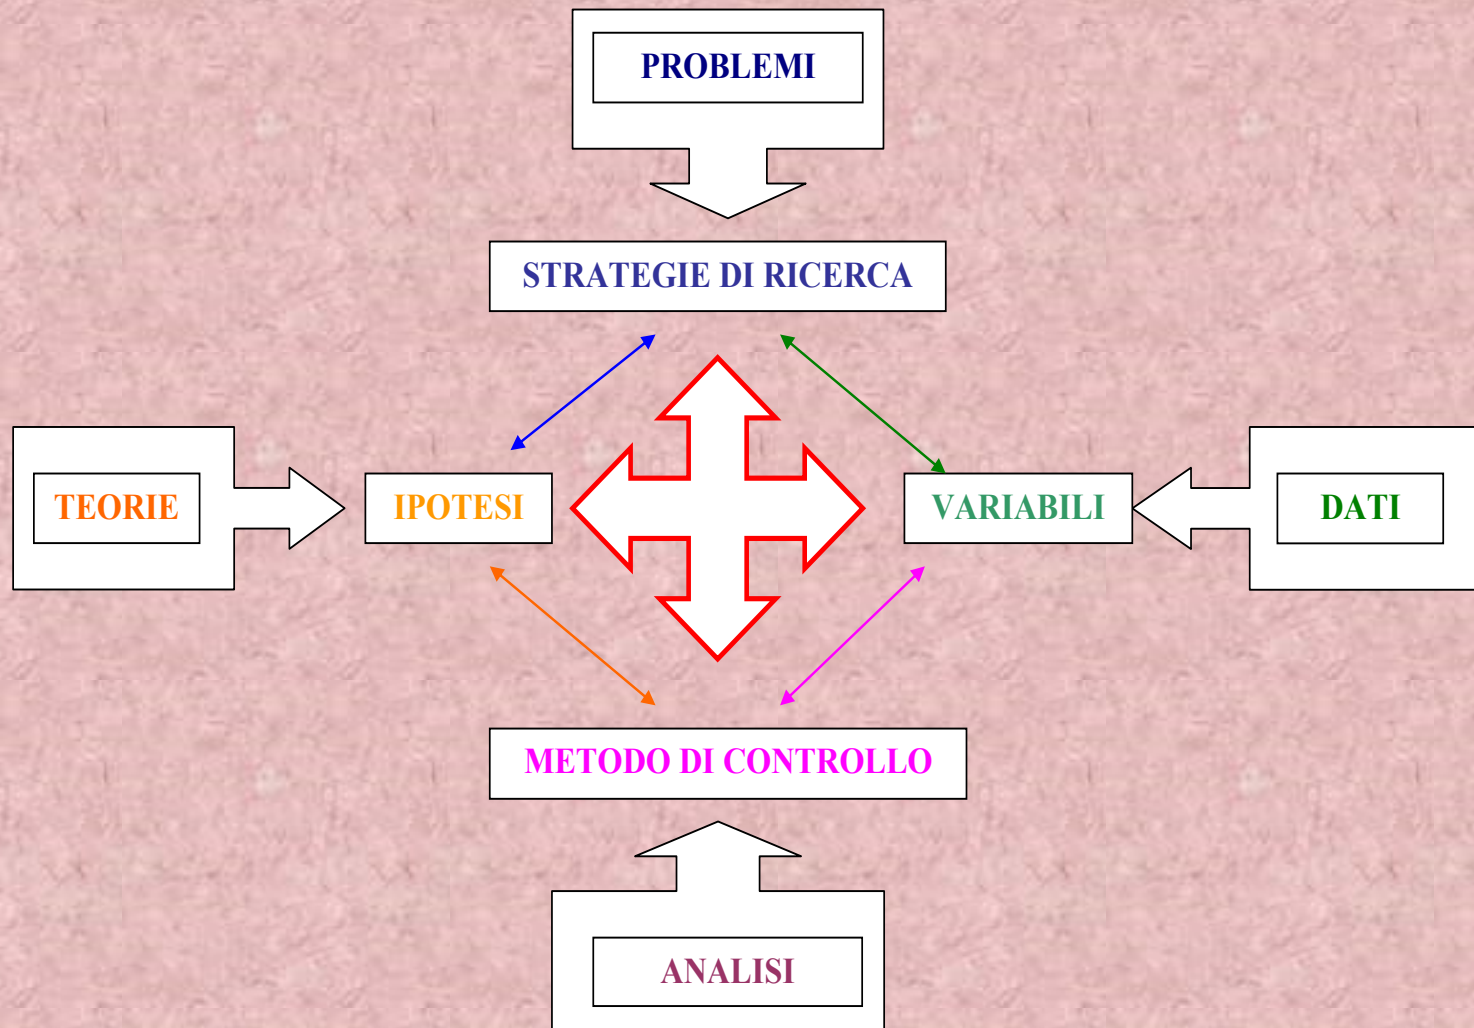 PROBLEMI
STRATEGIE DI RICERCA
TEORIE
IPOTESI
VARIABILI
DATI
METODO DI CONTROLLO
ANALISI